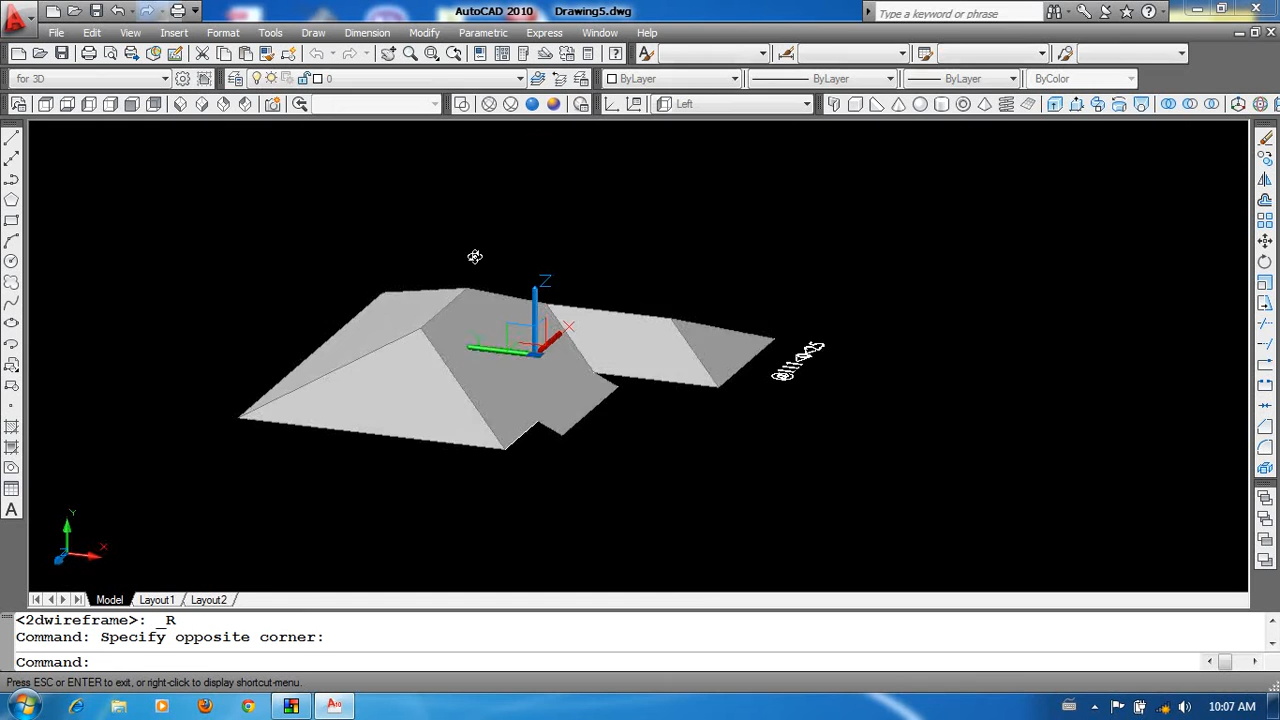 AutoCAD 2010 Drawing5.dwg
Type a keyword or phrase
File Edit View Insert Format Tools Draw Dimension Modify Parametric Express Window Help
for 3D
0
ByLayer
ByLayer
ByLayer
ByColor
Left
Z
X
Y
X
Z
Model Layout1 Layout2
<2dwireframe>: _R
Command: Specify opposite corner:
Command:
Press ESC or ENTER to exit, or right-click to display shortcut-menu.
10:07 AM